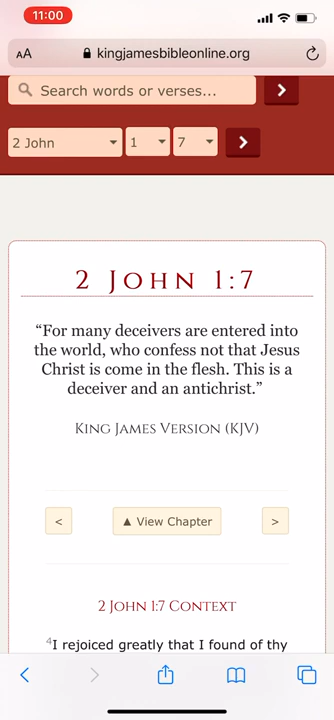 11:00
AA kingjamesbibleonline.org
Search words or verses...
2 John 1 7
2 John 1:7
“For many deceivers are entered into
the world, who confess not that Jesus
Christ is come in the flesh. This is a
deceiver and an antichrist.”
King James Version (KJV)
< ▲ View Chapter >
2 John 1:7 Context
4I rejoiced greatly that I found of thy